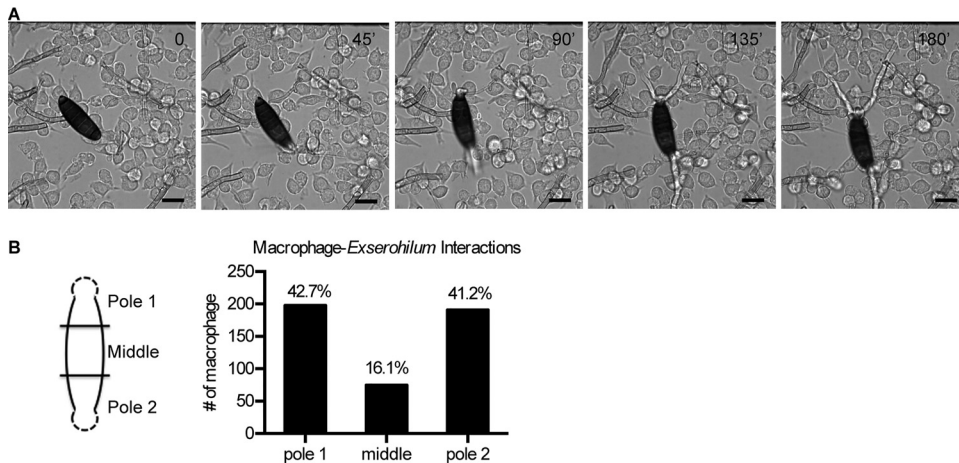 A
0
45’
90’
135’
180’
B
Pole 1
Middle
Pole 2
Macrophage-Exserohilum Interactions
# of macrophage
250
200
150
100
50
0
42.7%
16.1%
41.2%
pole 1
middle
pole 2